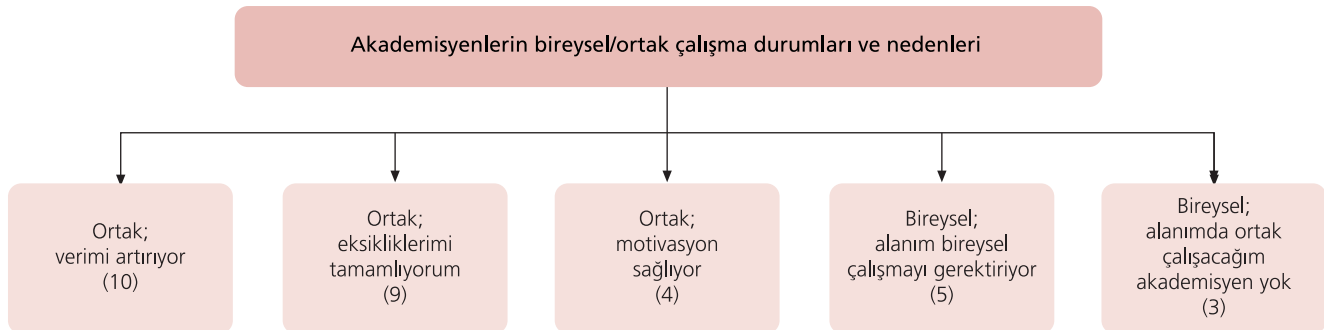 Akademisyenlerin bireysel/ortak çalışma durumları ve nedenleri
Ortak;
verimi artırıyor
(10)
Ortak;
eksikliklerimi
tamamlıyorum
(9)
Ortak;
motivasyon
sağlıyor
(4)
Bireysel;
alanım bireysel
çalışmayı gerektiriyor
(5)
Bireysel;
alanımda ortak
çalışacağım
akademisyen yok
(3)